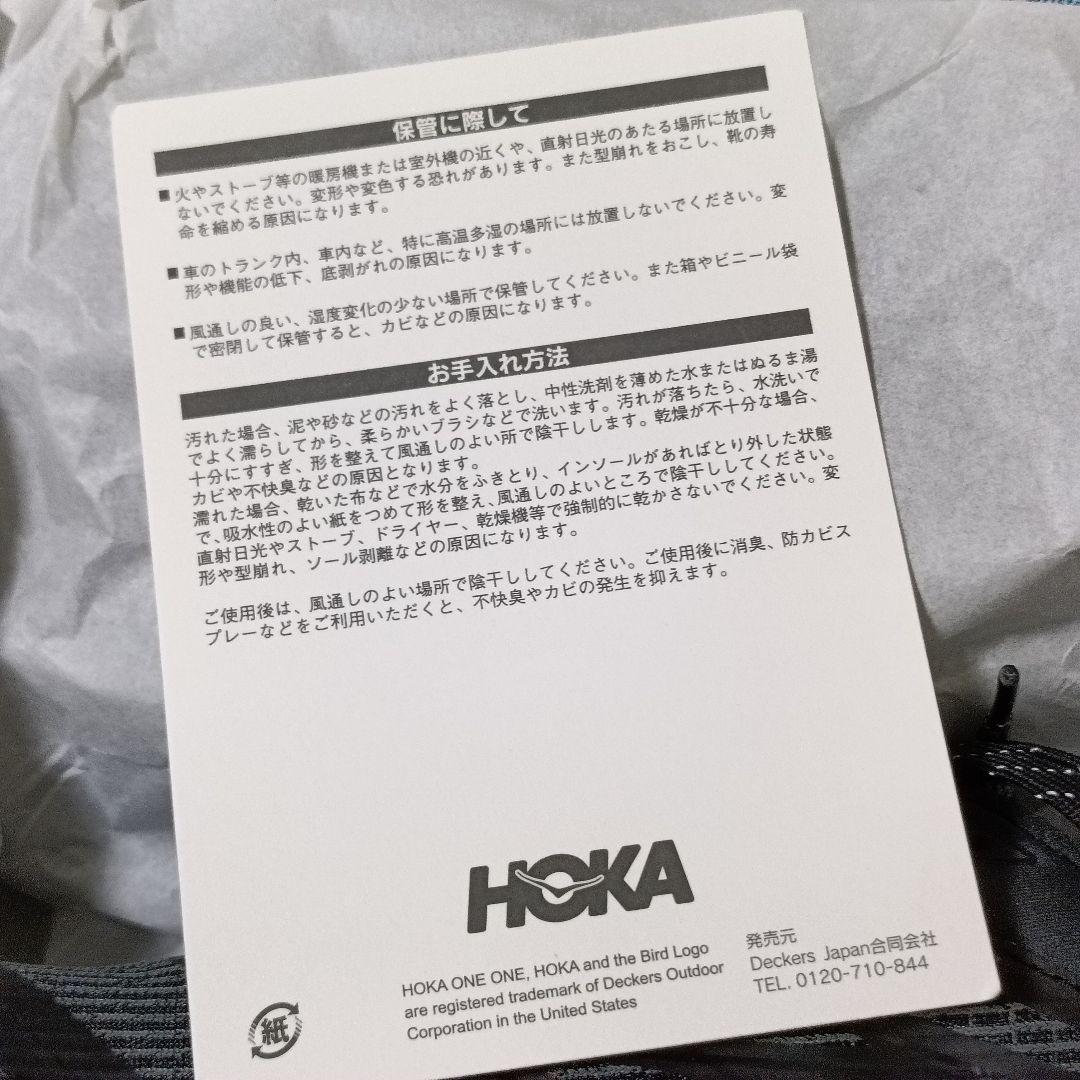 保管に際して
■火やストーブ等の暖房機または室外機の近くや、直射日光のあたる場所に放置し
ないでください。変形や変色する恐れがあります。また型崩れをおこし、靴の寿
命を縮める原因になります。
■車のトランク内、車内など、特に高温多湿の場所には放置しないでください。変
形や機能の低下、底剥がれの原因になります。
■風通しの良い、湿度変化の少ない場所で保管してください。また箱やビニール袋
で密閉して保管すると、カビなどの原因になります。
お手入れ方法
汚れた場合、泥や砂などの汚れをよく落とし、中性洗剤を薄めた水またはぬるま湯
でよく濡らしてから、柔らかいブラシなどで洗います。汚れが落ちたら、水洗いで
十分にすすぎ、形を整えて風通しのよい所で陰干しします。乾燥が不十分な場合、
カビや不快臭などの原因となります。
濡れた場合、乾いた布などで水分をふきとり、インソールがあればとり外した状態
で、吸水性のよい紙をつめて形を整え、風通しのよいところで陰干ししてください。
直射日光やストーブ、ドライヤー、乾燥機等で強制的に乾かさないでください。変
形や型崩れ、ソール剥離などの原因になります。
ご使用後は、風通しのよい場所で陰干ししてください。ご使用後に消臭、防カビス
プレーなどをご利用いただくと、不快臭やカビの発生を抑えます。
HOKA
HOKA ONE ONE, HOKA and the Bird Logo
are registered trademark of Deckers Outdoor
Corporation in the United States
発売元
Deckers Japan合同会社
TEL. 0120-710-844
紙